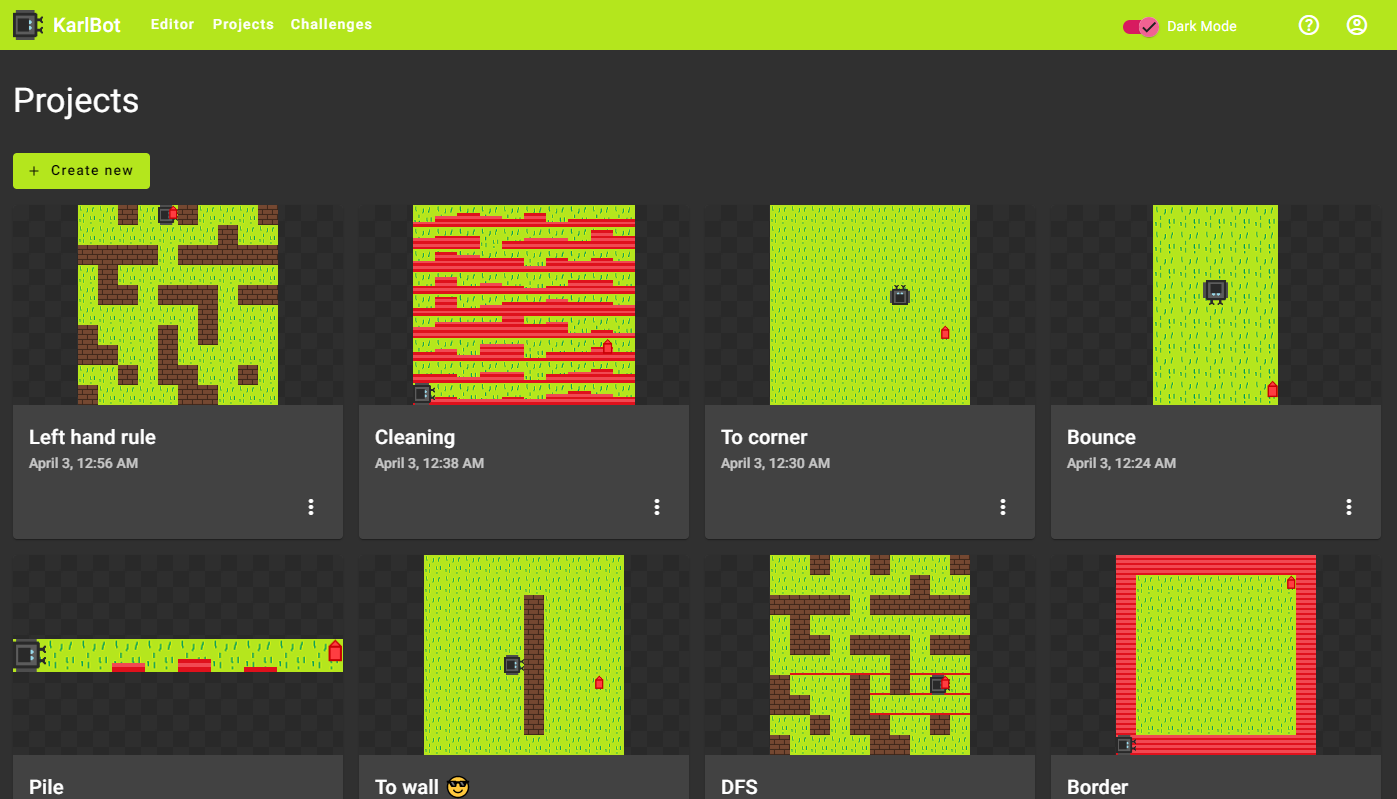 KarlBot Editor Projects Challenges Dark Mode
Projects
+ Create new
Left hand rule
April 3, 12:56 AM
Cleaning
April 3, 12:38 AM
To corner
April 3, 12:30 AM
Bounce
April 3, 12:24 AM
Pile
To wall 😎
DFS
Border